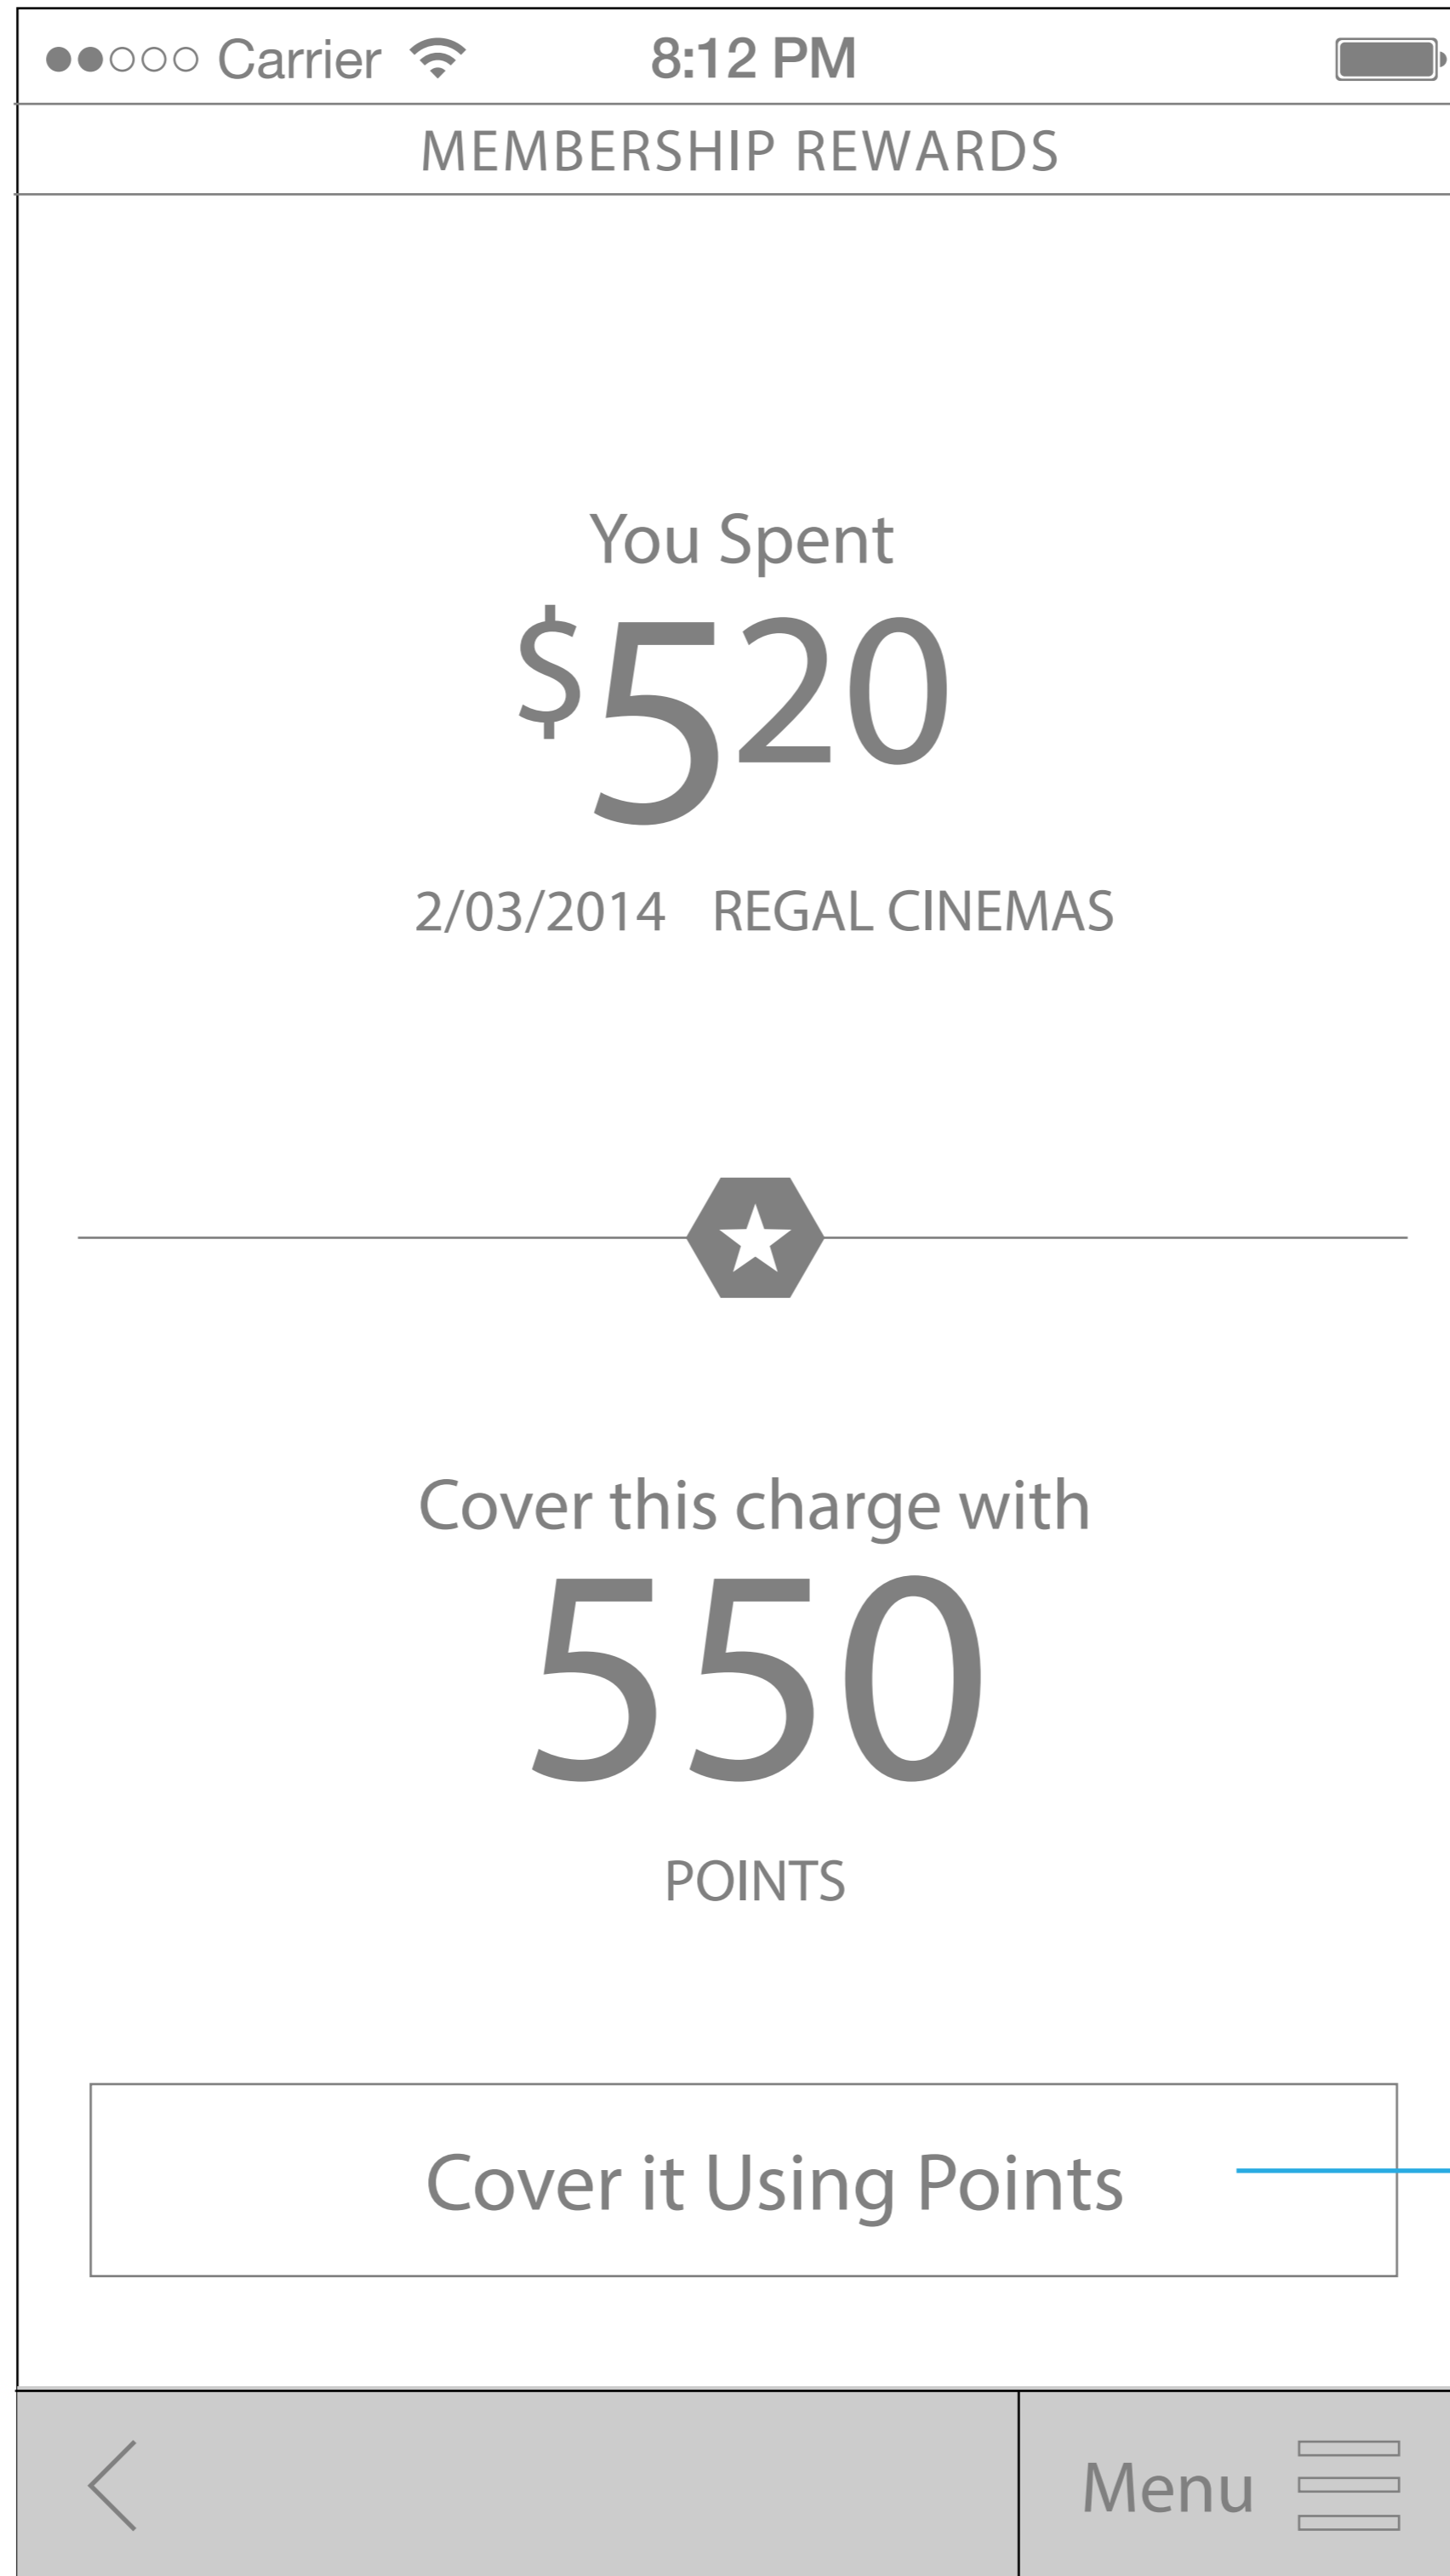 Carrier 8:12 PM
MEMBERSHIP REWARDS
You Spent
$520
2/03/2014 REGAL CINEMAS
Cover this charge with
550
POINTS
Cover it Using Points
Menu